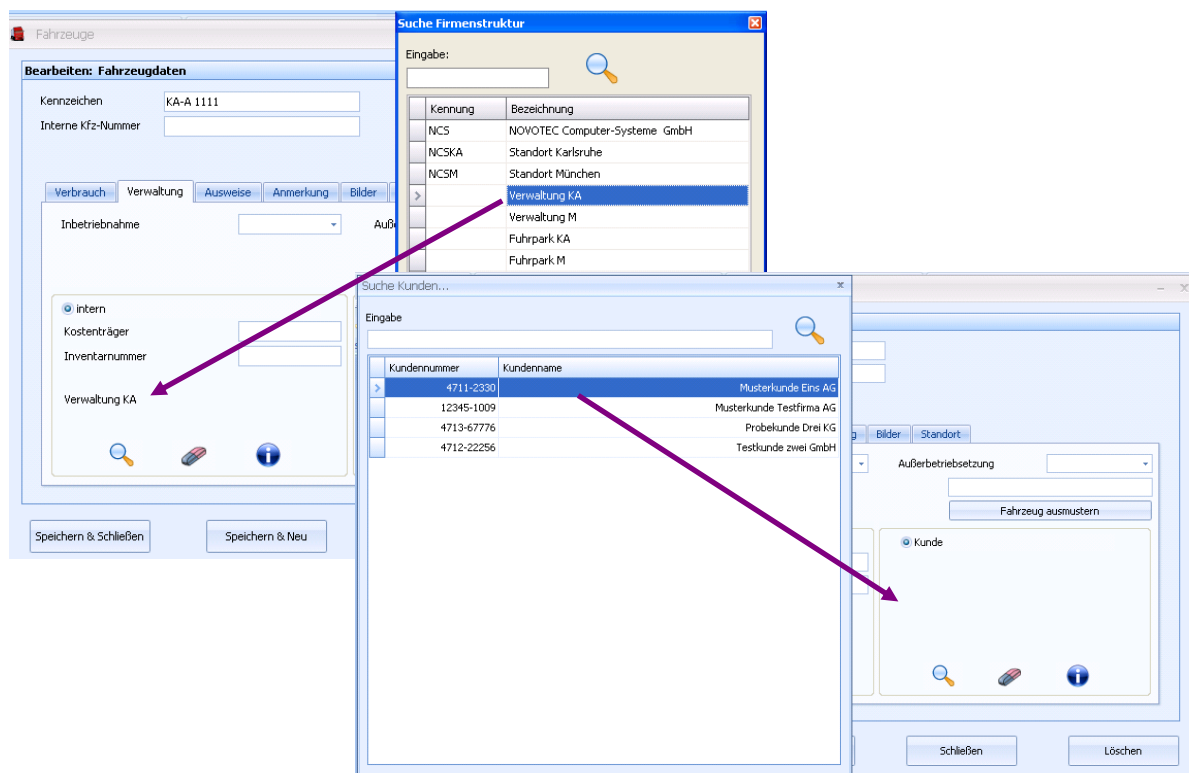 Fahrzeuge
Bearbeiten: Fahrzeugdaten
Kennzeichen KA-A 1111
Interne Kfz-Nummer
Verbrauch Verwaltung Ausweise Anmerkung Bilder
Inbetriebnahme
intern
Kostenträger
Inventarnummer
Verwaltung KA
Speichern & Schließen Speichern & Neu
Suche Firmenstruktur
Eingabe:
Kennung Bezeichnung
NCS NOVOTEC Computer-Systeme GmbH
NCSKA Standort Karlsruhe
NCSM Standort München
Verwaltung KA
Verwaltung M
Fuhrpark KA
Fuhrpark M
Suche Kunden...
Eingabe
Kundennummer Kundenname
4711-2330 Musterkunde Eins AG
12345-1009 Musterkunde Testfirma AG
4713-67776 Probekunde Drei KG
4712-22256 Testkunde zwei GmbH
Bilder Standort
Außerbetriebsetzung
Fahrzeug ausmustern
Kunde
Schließen Löschen